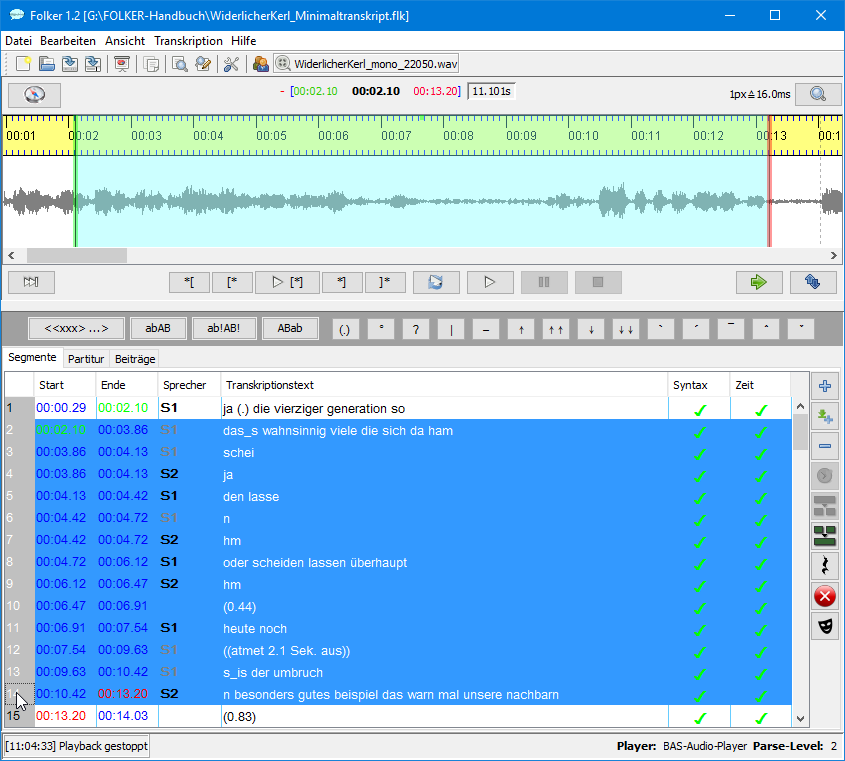 Folker 1.2 [G:\FOLKER-Handbuch\WiderlicherKerl_Minimaltranskript.flk]
Datei Bearbeiten Ansicht Transkription Hilfe
WiderlicherKerl_mono_22050.wav
- [00:02.10 00:02.10 00:13.20] 11.101s 1px≙16.0ms
00:01 00:02 00:03 00:04 00:05 00:06 00:07 00:08 00:09 00:10 00:11 00:12 00:13 00:1
*[ [* [*] *] ]*
<<xxx> ...> abAB ab!AB! ABab (.) ° ? | – ↑ ↑↑ ↓ ↓↓ ` ´ ¯ ˆ ˇ
Segmente Partitur Beiträge
Start Ende Sprecher Transkriptionstext Syntax Zeit
1 00:00.29 00:02.10 S1 ja (.) die vierziger generation so
2 00:02.10 00:03.86 S1 das_s wahnsinnig viele die sich da ham
3 00:03.86 00:04.13 S1 schei
4 00:03.86 00:04.13 S2 ja
5 00:04.13 00:04.42 S1 den lasse
6 00:04.42 00:04.72 S1 n
7 00:04.42 00:04.72 S2 hm
8 00:04.72 00:06.12 S1 oder scheiden lassen überhaupt
9 00:06.12 00:06.47 S2 hm
10 00:06.47 00:06.91 (0.44)
11 00:06.91 00:07.54 S1 heute noch
12 00:07.54 00:09.63 S1 ((atmet 2.1 Sek. aus))
13 00:09.63 00:10.42 S1 s_is der umbruch
00:10.42 00:13.20 S2 n besonders gutes beispiel das warn mal unsere nachbarn
15 00:13.20 00:14.03 (0.83)
[11:04:33] Playback gestoppt Player: BAS-Audio-Player Parse-Level: 2